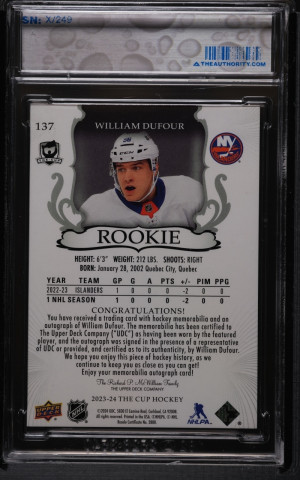 SN: X/249
THEAUTHORITY.COM
137
WILLIAM DUFOUR
ROOKIE
HEIGHT: 6'3" WEIGHT: 212 LBS. SHOOTS: RIGHT
BORN: January 28, 2002 Quebec City, Quebec
YEAR TEAM GP G A PTS +/- PIM PPG
2022-23 ISLANDERS 1 0 0 0 -2 0 0
1 NHL SEASON 1 0 0 0 -2 0 0
CONGRATULATIONS!
You have received a trading card with hockey memorabilia and an
autograph of William Dufour. The memorabilia has been certified to
The Upper Deck Company ("UDC") as having been worn by the featured
player, and the autograph was signed in the presence of a representative
of UDC or provided, and certified as to its authenticity, by William Dufour.
We hope you enjoy this piece of hockey history, as we
continue to keep you as close as you can get!
Enjoy your memorabilia autograph card!
The Richard P. McWilliam Family
THE UPPER DECK COMPANY
2023-24 THE CUP HOCKEY
UPPER DECK
NHL
NHLPA